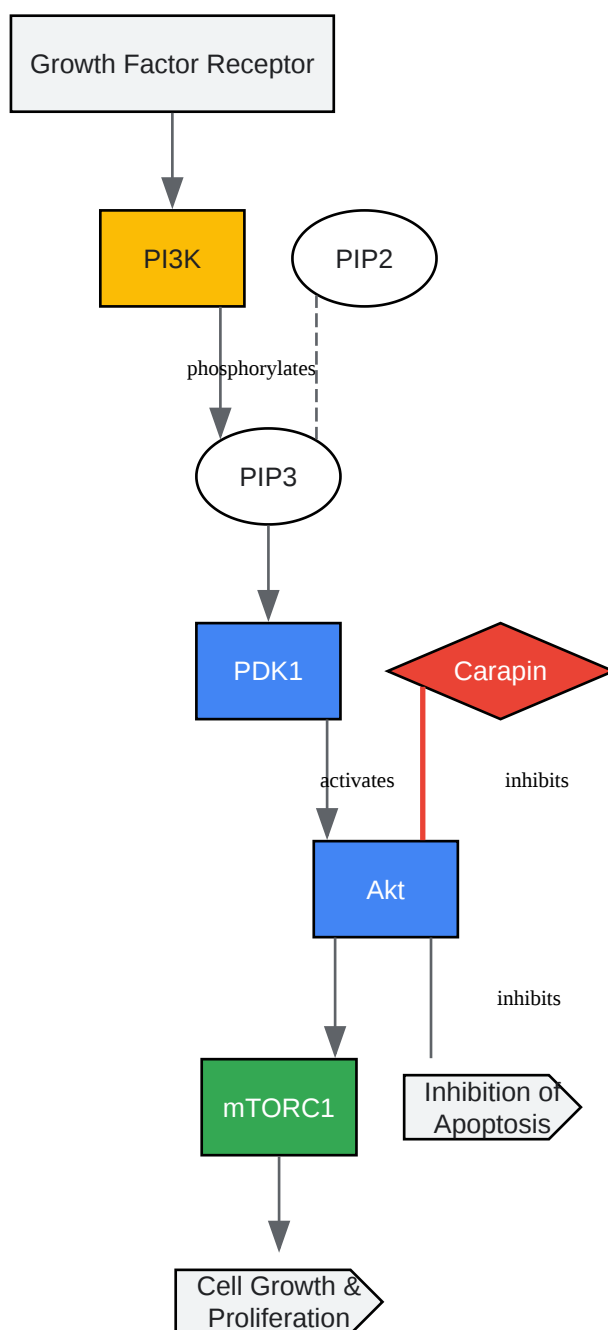 Growth Factor Receptor
PI3K
PIP2
phosphorylates
PIP3
PDK1
Carapin
activates
inhibits
Akt
inhibits
mTORC1
Inhibition of
Apoptosis
Cell Growth &
Proliferation